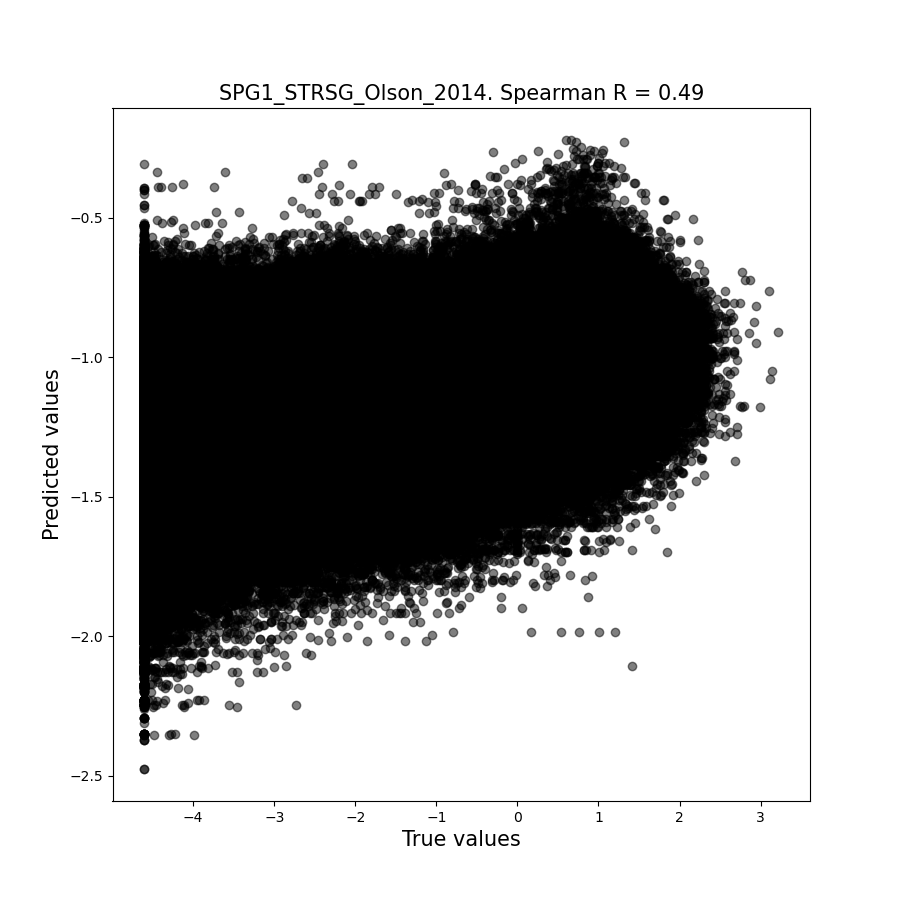 SPG1_STRSG_Olson_2014. Spearman R = 0.49
−0.5
−1.0
−1.5
−2.0
−2.5
Predicted values
−4 −3 −2 −1 0 1 2 3
True values